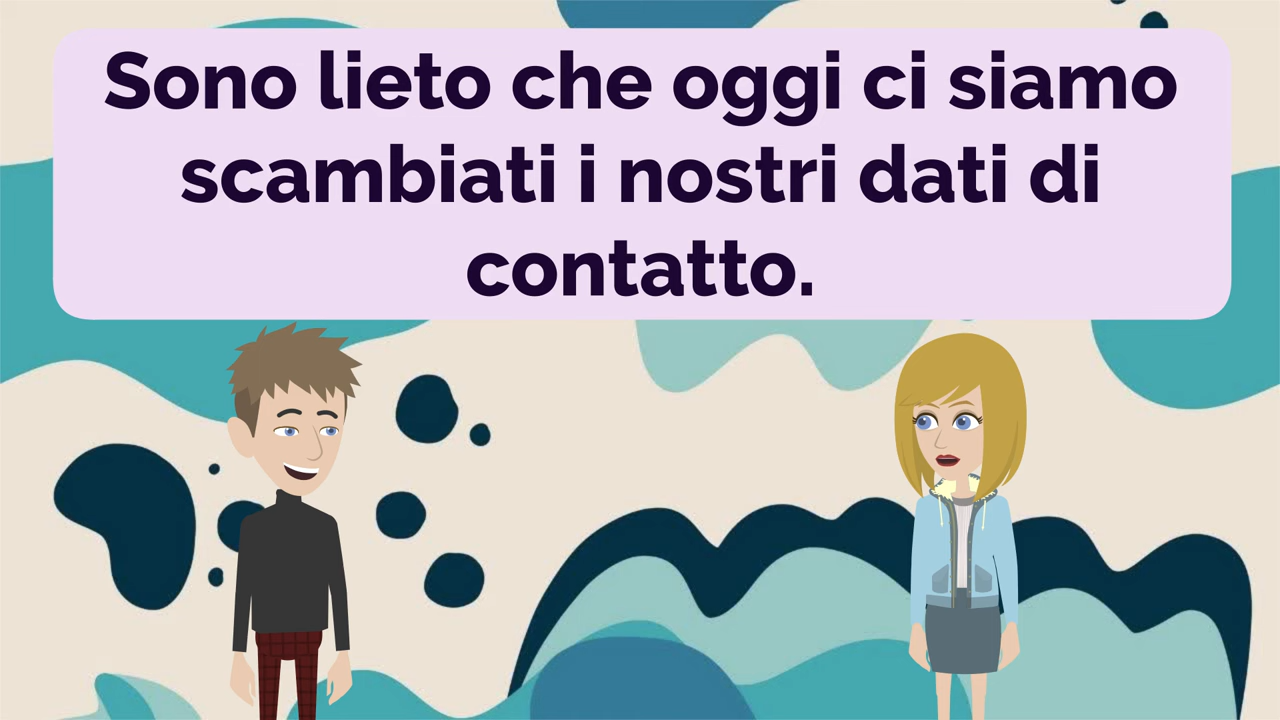 Sono lieto che oggi ci siamo
scambiati i nostri dati di
contatto.